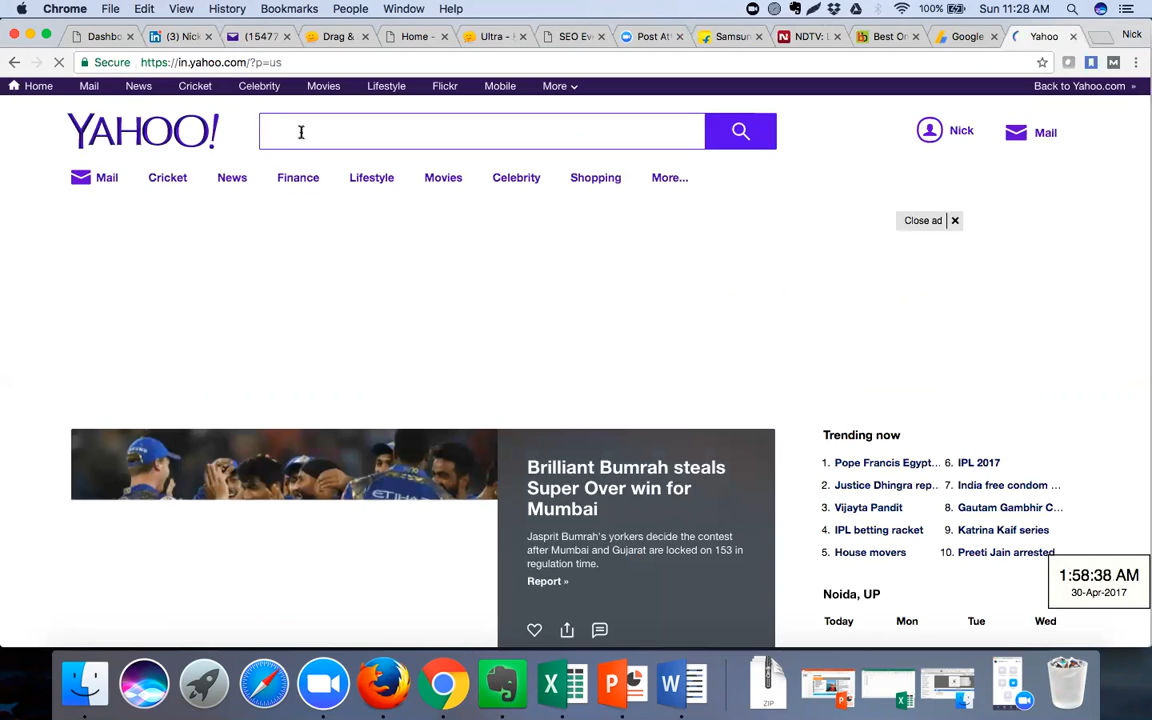 Chrome File Edit View History Bookmarks People Window Help 100% Sun 11:28 AM
Dashbo (3) Nick (15477 Drag & Home - Ultra - SEO Eve Post At Samsun NDTV: L Best On Google Yahoo Nick
Secure https://in.yahoo.com/?p=us
Home Mail News Cricket Celebrity Movies Lifestyle Flickr Mobile More Back to Yahoo.com »
YAHOO! Nick Mail
Mail Cricket News Finance Lifestyle Movies Celebrity Shopping More...
Close ad
Trending now
1. Pope Francis Egypt... 6. IPL 2017
2. Justice Dhingra rep... 7. India free condom ...
3. Vijayta Pandit 8. Gautam Gambhir C...
4. IPL betting racket 9. Katrina Kaif series
5. House movers 10. Preeti Jain arrested
Brilliant Bumrah steals
Super Over win for
Mumbai
Jasprit Bumrah's yorkers decide the contest
after Mumbai and Gujarat are locked on 153 in
regulation time.
Report »
ETIHAD
1:58:38 AM
30-Apr-2017
Noida, UP
Today Mon Tue Wed
X P W ZIP